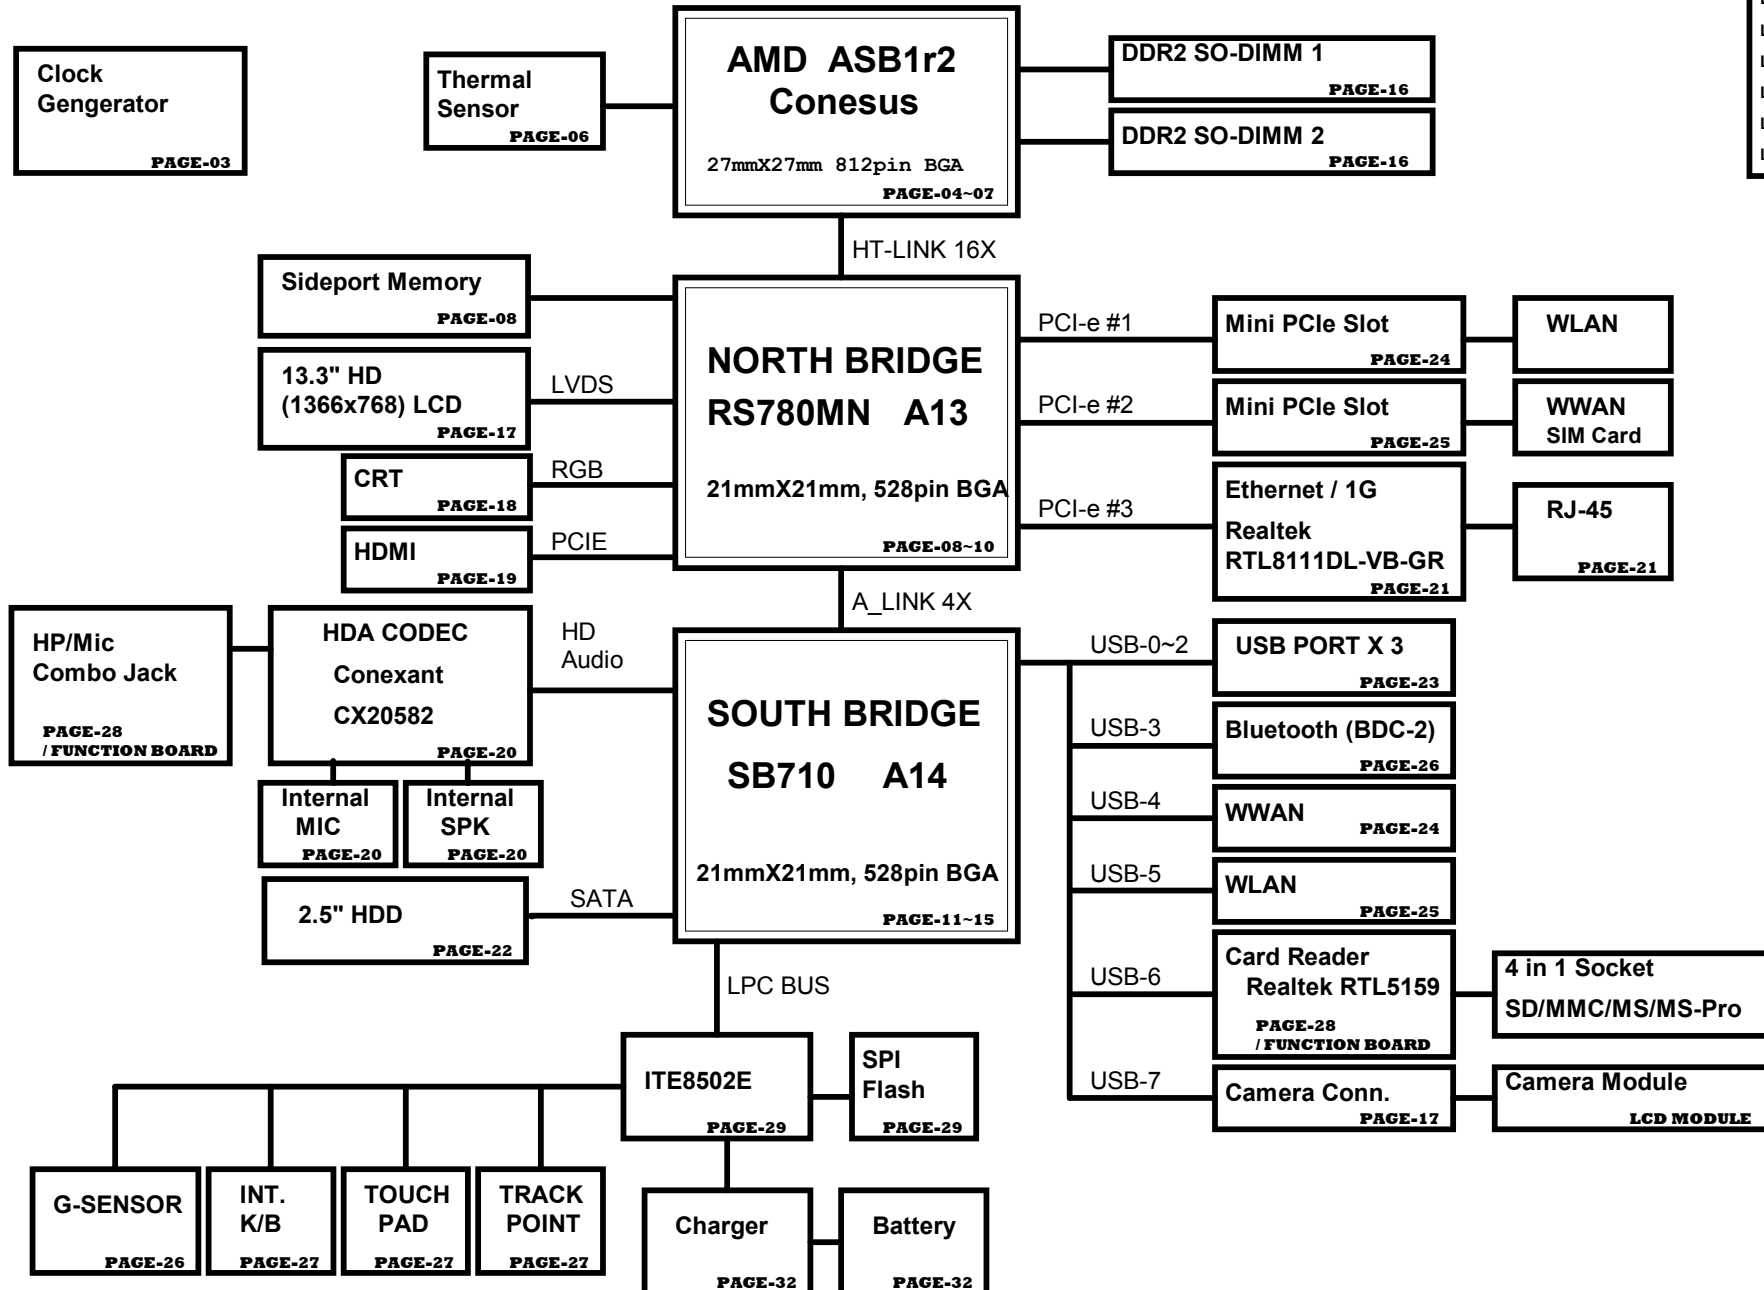 Clock
Gengerator
PAGE-03
Thermal
Sensor
PAGE-06
AMD ASB1r2
Conesus
27mmX27mm 812pin BGA
PAGE-04~07
DDR2 SO-DIMM 1
PAGE-16
DDR2 SO-DIMM 2
PAGE-16
HT-LINK 16X
Sideport Memory
PAGE-08
13.3" HD
(1366x768) LCD
PAGE-17
LVDS
CRT
PAGE-18
RGB
HDMI
PAGE-19
PCIE
NORTH BRIDGE
RS780MN A13
21mmX21mm, 528pin BGA
PAGE-08~10
PCI-e #1
Mini PCIe Slot
PAGE-24
WLAN
PCI-e #2
Mini PCIe Slot
PAGE-25
WWAN
SIM Card
PCI-e #3
Ethernet / 1G
Realtek
RTL8111DL-VB-GR
PAGE-21
RJ-45
PAGE-21
A_LINK 4X
HP/Mic
Combo Jack
PAGE-28
/ FUNCTION BOARD
HDA CODEC
Conexant
CX20582
PAGE-20
HD
Audio
Internal
MIC
PAGE-20
Internal
SPK
PAGE-20
2.5" HDD
PAGE-22
SATA
SOUTH BRIDGE
SB710 A14
21mmX21mm, 528pin BGA
PAGE-11~15
USB-0~2
USB PORT X 3
PAGE-23
USB-3
Bluetooth (BDC-2)
PAGE-26
USB-4
WWAN
PAGE-24
USB-5
WLAN
PAGE-25
USB-6
Card Reader
Realtek RTL5159
PAGE-28
/ FUNCTION BOARD
4 in 1 Socket
SD/MMC/MS/MS-Pro
USB-7
Camera Conn.
PAGE-17
Camera Module
LCD MODULE
LPC BUS
ITE8502E
PAGE-29
SPI
Flash
PAGE-29
G-SENSOR
PAGE-26
INT.
K/B
PAGE-27
TOUCH
PAD
PAGE-27
TRACK
POINT
PAGE-27
Charger
PAGE-32
Battery
PAGE-32